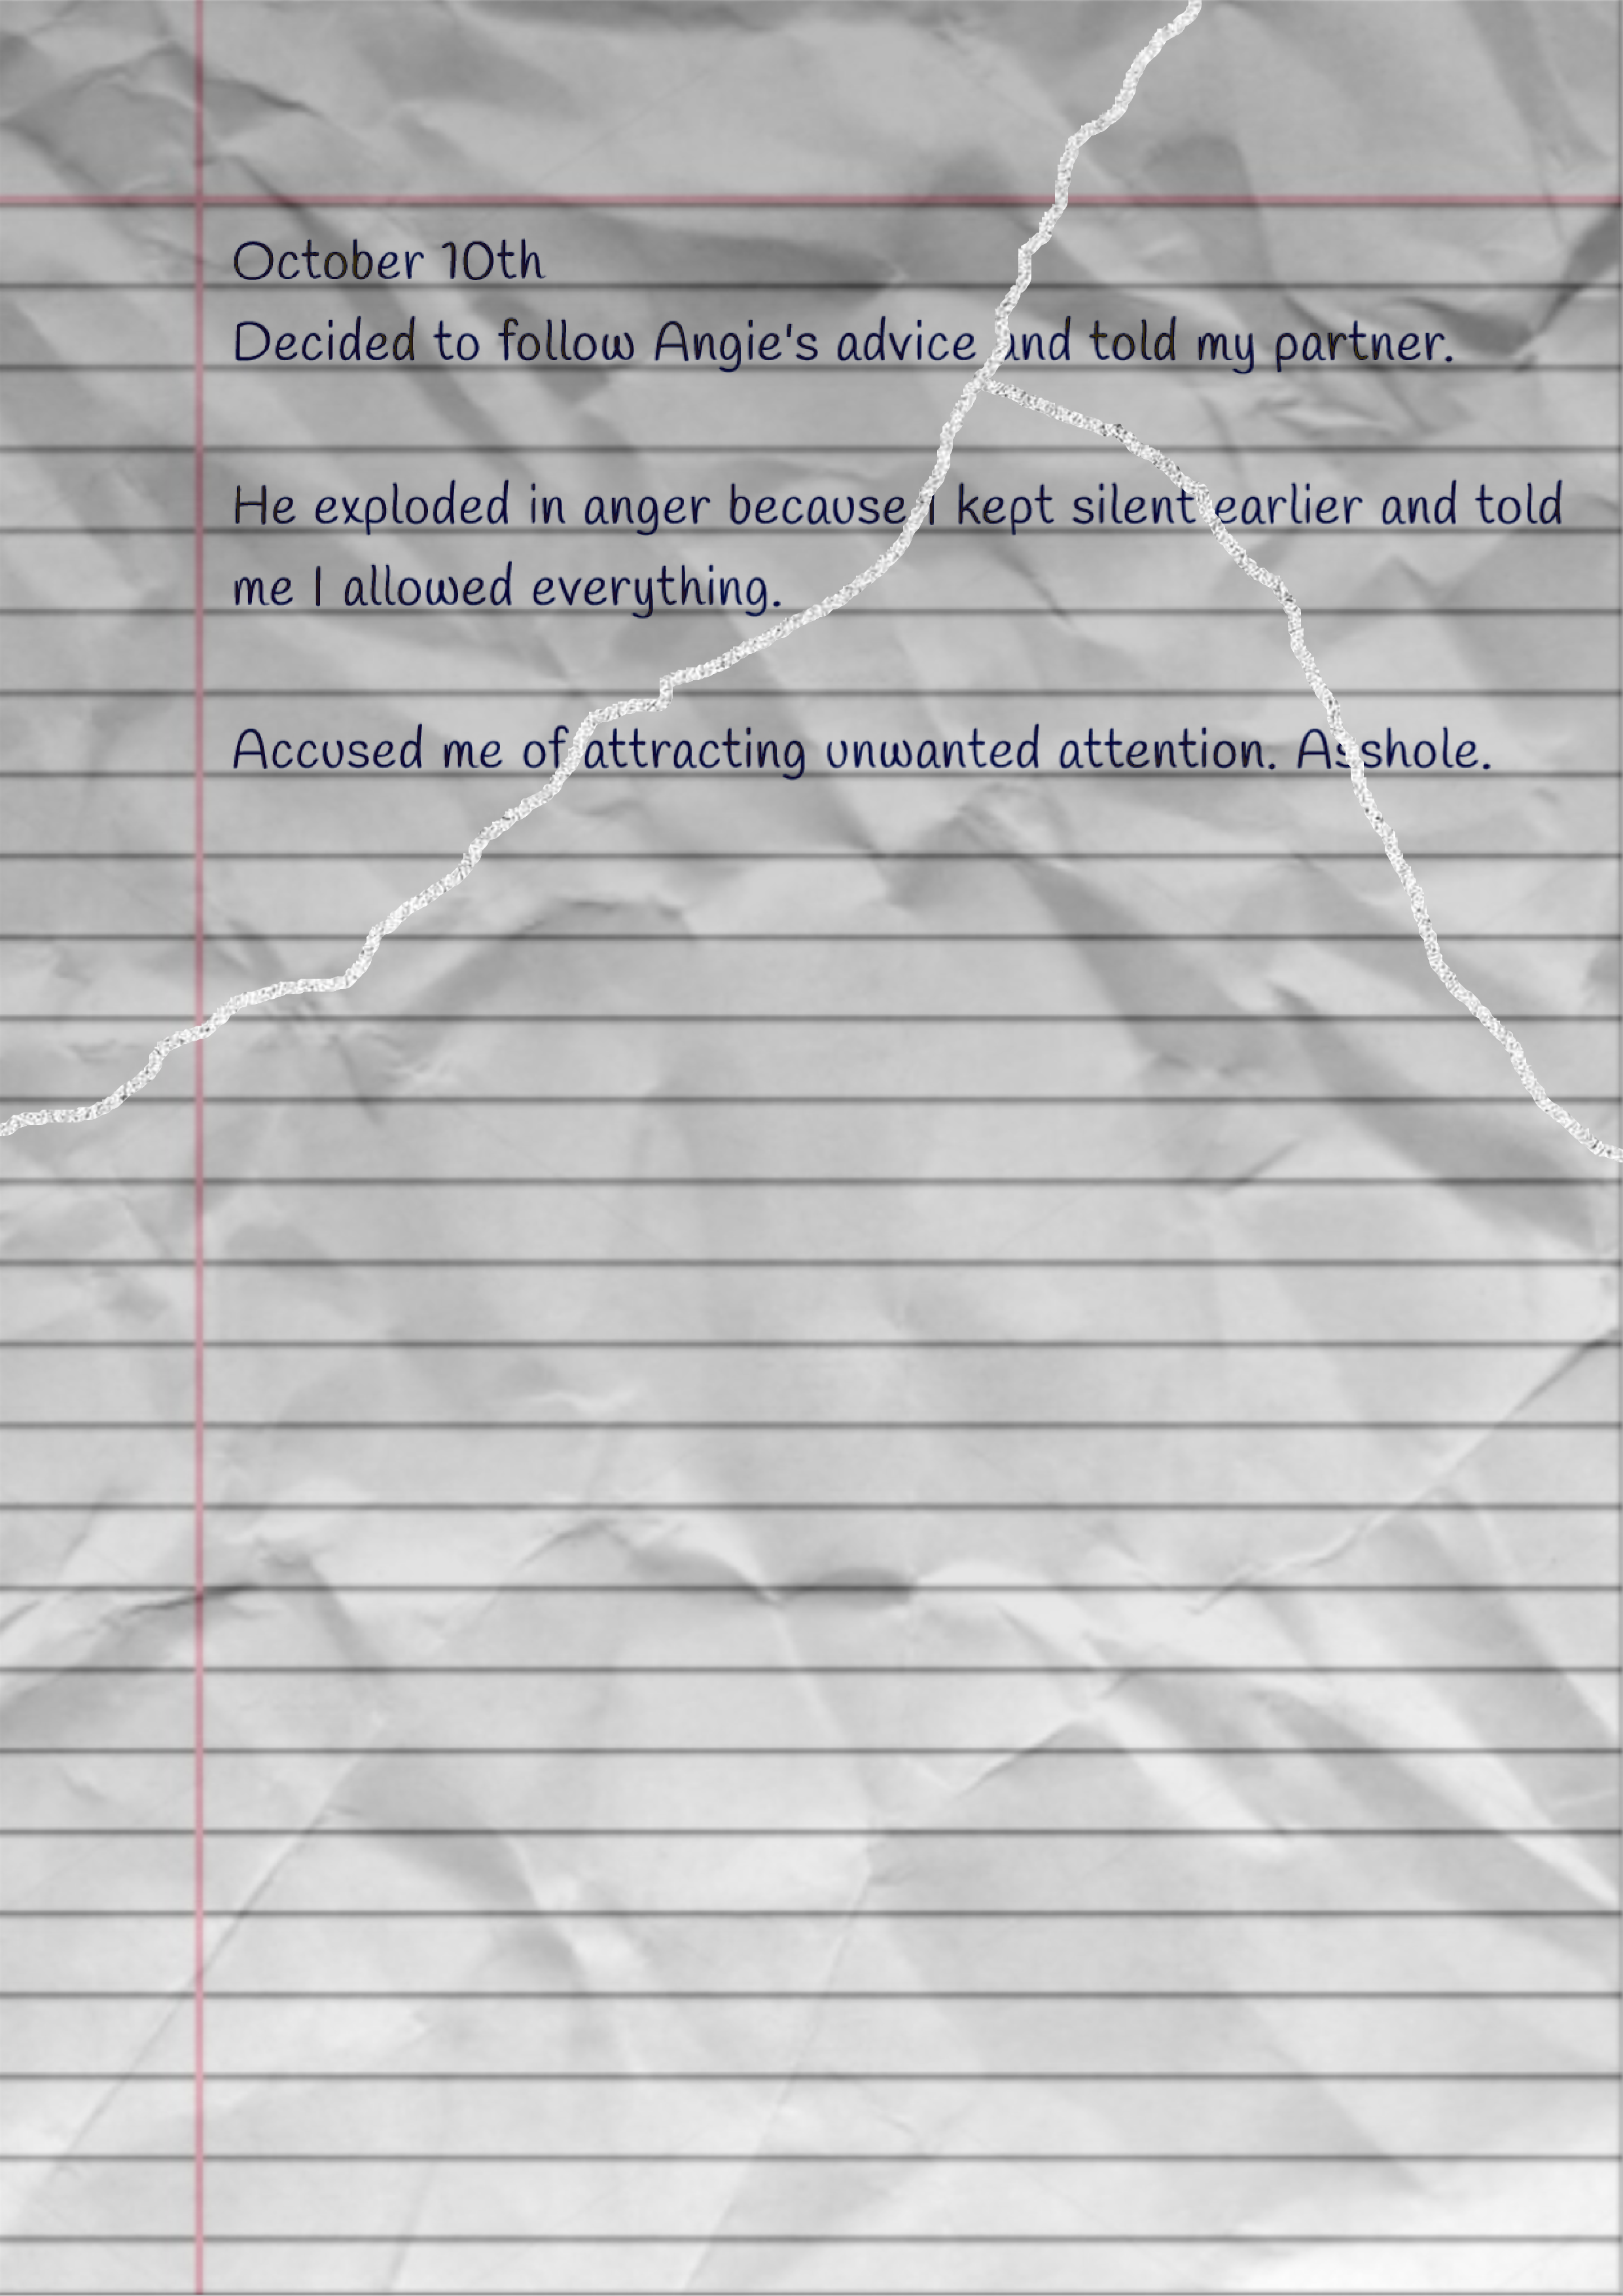 October 10th
Decided to follow Angie's advice and told my partner.
He exploded in anger because I kept silent earlier and told
me I allowed everything.
Accused me of attracting unwanted attention. Asshole.